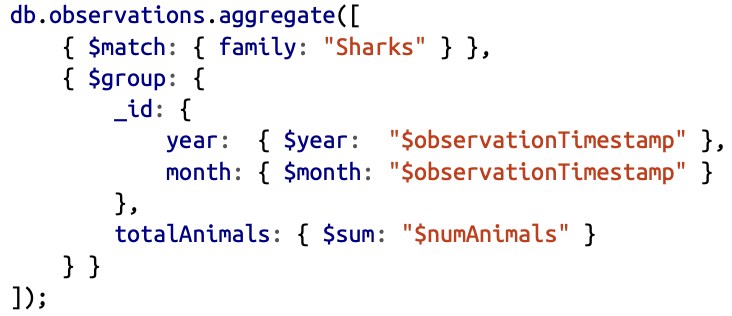 db.observations.aggregate([
    { $match: { family: "Sharks" } },
    { $group: {
        _id: {
            year:  { $year:  "$observationTimestamp" },
            month: { $month: "$observationTimestamp" }
        },
        totalAnimals: { $sum: "$numAnimals" }
    } }
]);